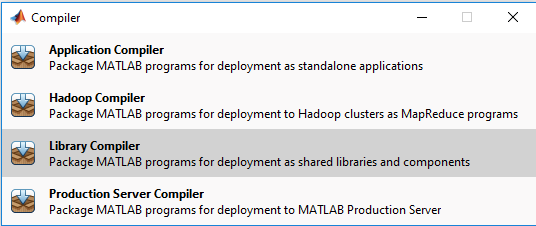 Compiler
Application Compiler
Package MATLAB programs for deployment as standalone applications
Hadoop Compiler
Package MATLAB programs for deployment to Hadoop clusters as MapReduce programs
Library Compiler
Package MATLAB programs for deployment as shared libraries and components
Production Server Compiler
Package MATLAB programs for deployment to MATLAB Production Server